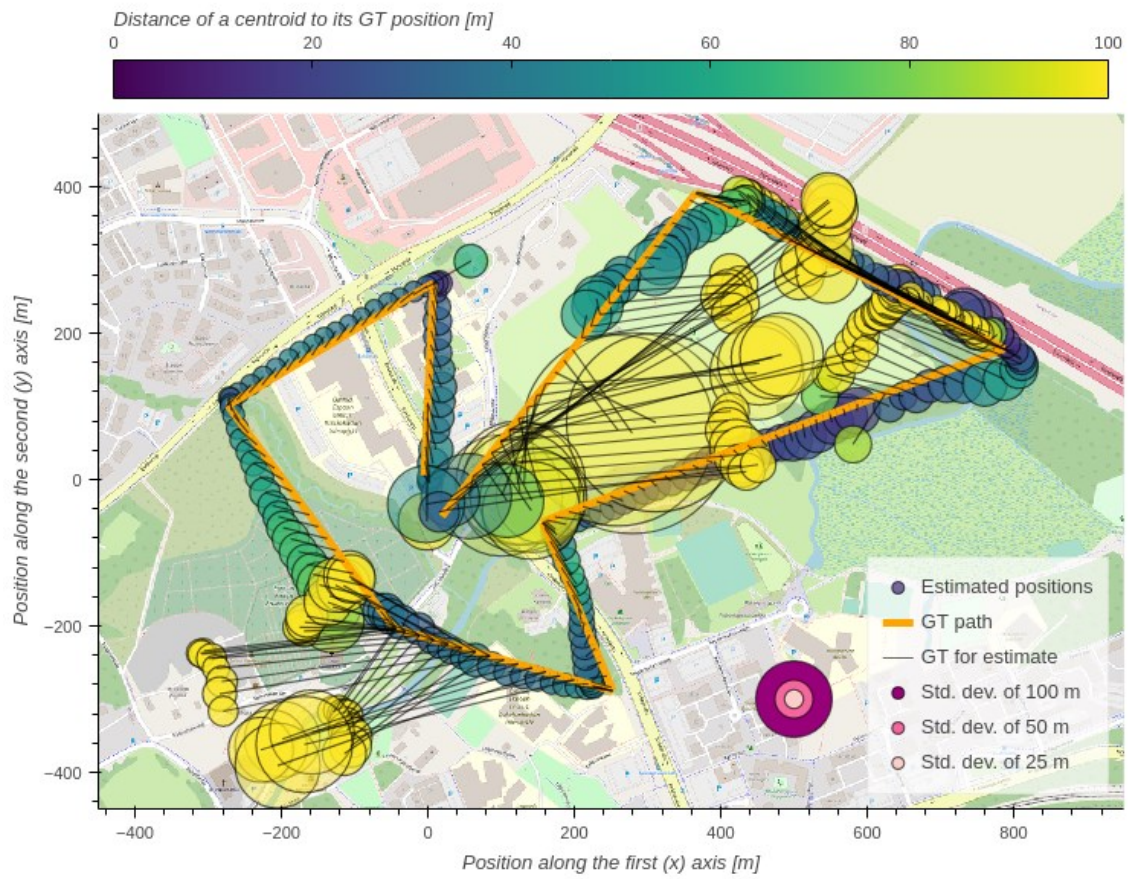 Distance of a centroid to its GT position [m]
0 20 40 60 80 100
Position along the second (y) axis [m]
400
200
0
−200
−400
Estimated positions
GT path
GT for estimate
Std. dev. of 100 m
Std. dev. of 50 m
Std. dev. of 25 m
−400 −200 0 200 400 600 800
Position along the first (x) axis [m]